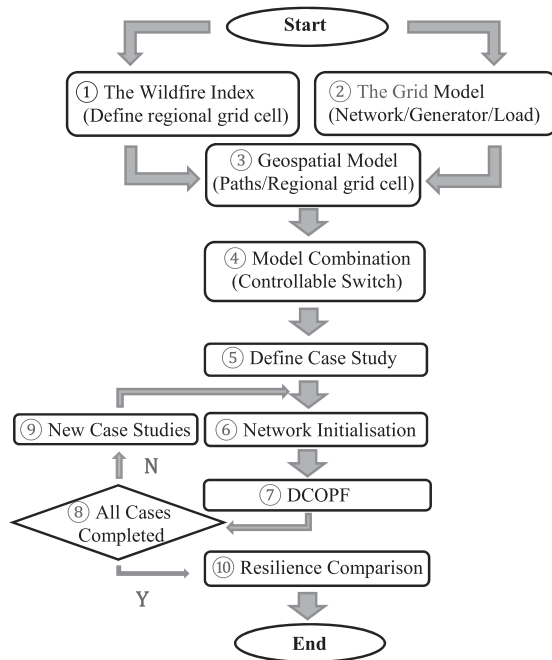 Start
① The Wildfire Index
(Define regional grid cell)
② The Grid Model
(Network/Generator/Load)
③ Geospatial Model
(Paths/Regional grid cell)
④ Model Combination
(Controllable Switch)
⑤ Define Case Study
⑨ New Case Studies
⑥ Network Initialisation
N
⑦ DCOPF
⑧ All Cases
Completed
Y
⑩ Resilience Comparison
End